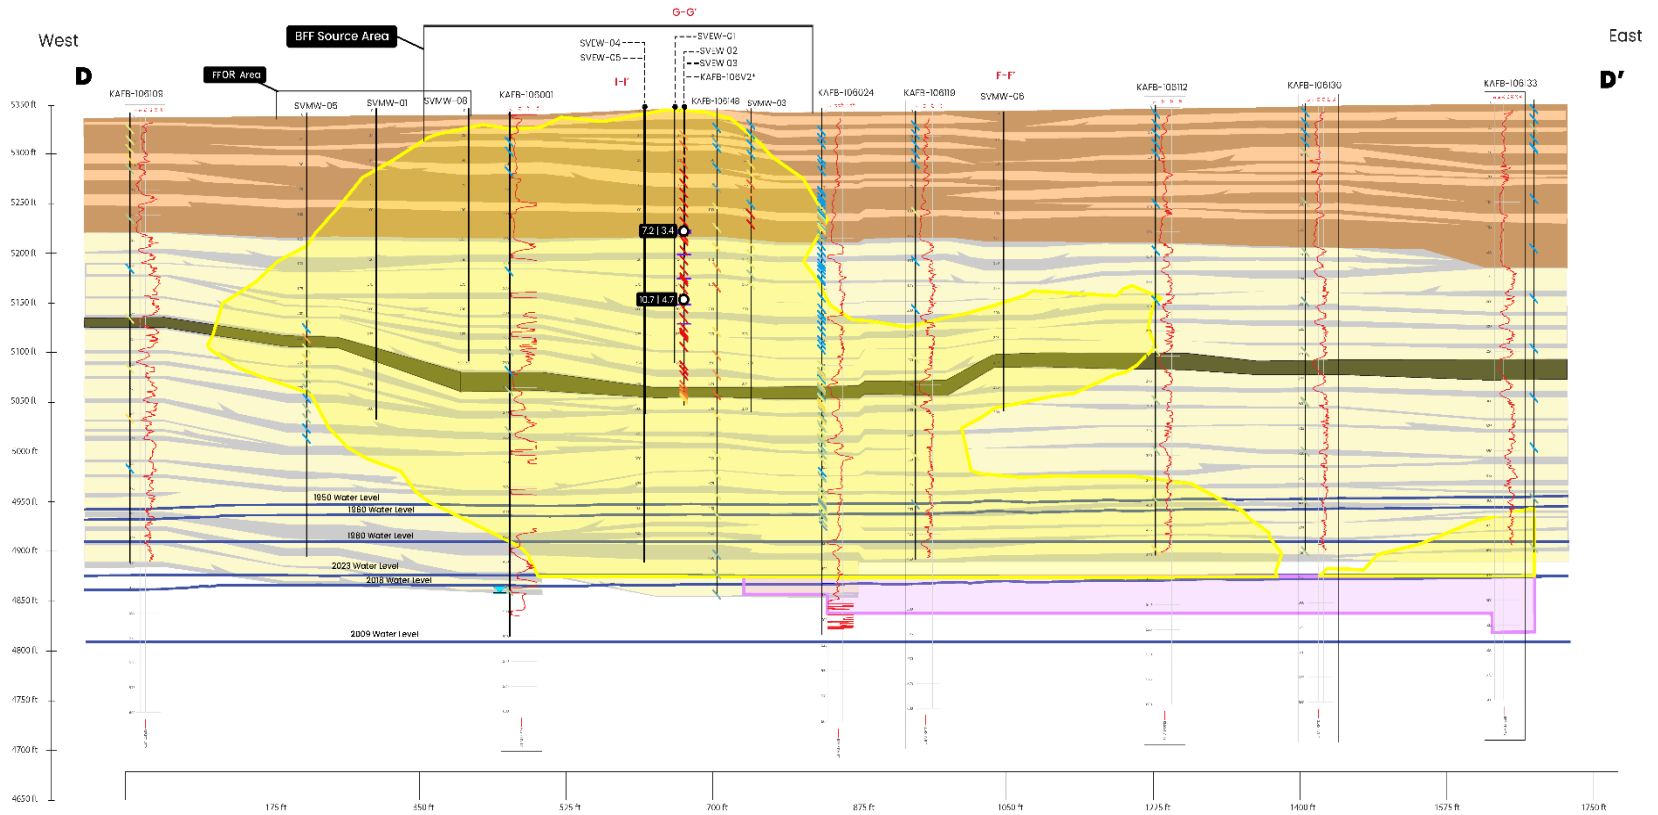 G-G'
West
BFF Source Area
SVEW-01
East
SVEW-04
SVEW-02
SVEW-05
SVEW-03
D
FFOR Area
I-I'
KAFB-106V2*
F-F'
D'
KAFB-106109
SVMW-05
SVMW-01
SVMW-08
KAFB-106001
KAFB-106148
SVMW-03
KAFB-106024
KAFB-106119
SVMW-06
KAFB-106112
KAFB-106130
KAFB-106133
5350 ft
5300 ft
5250 ft
7.2 | 3.4
5200 ft
10.7 | 4.7
5150 ft
5100 ft
5050 ft
5000 ft
1950 Water Level
4950 ft
1960 Water Level
1980 Water Level
4900 ft
2023 Water Level
2018 Water Level
4850 ft
2009 Water Level
4800 ft
4750 ft
4700 ft
4650 ft
175 ft
350 ft
525 ft
700 ft
875 ft
1050 ft
1225 ft
1400 ft
1575 ft
1750 ft